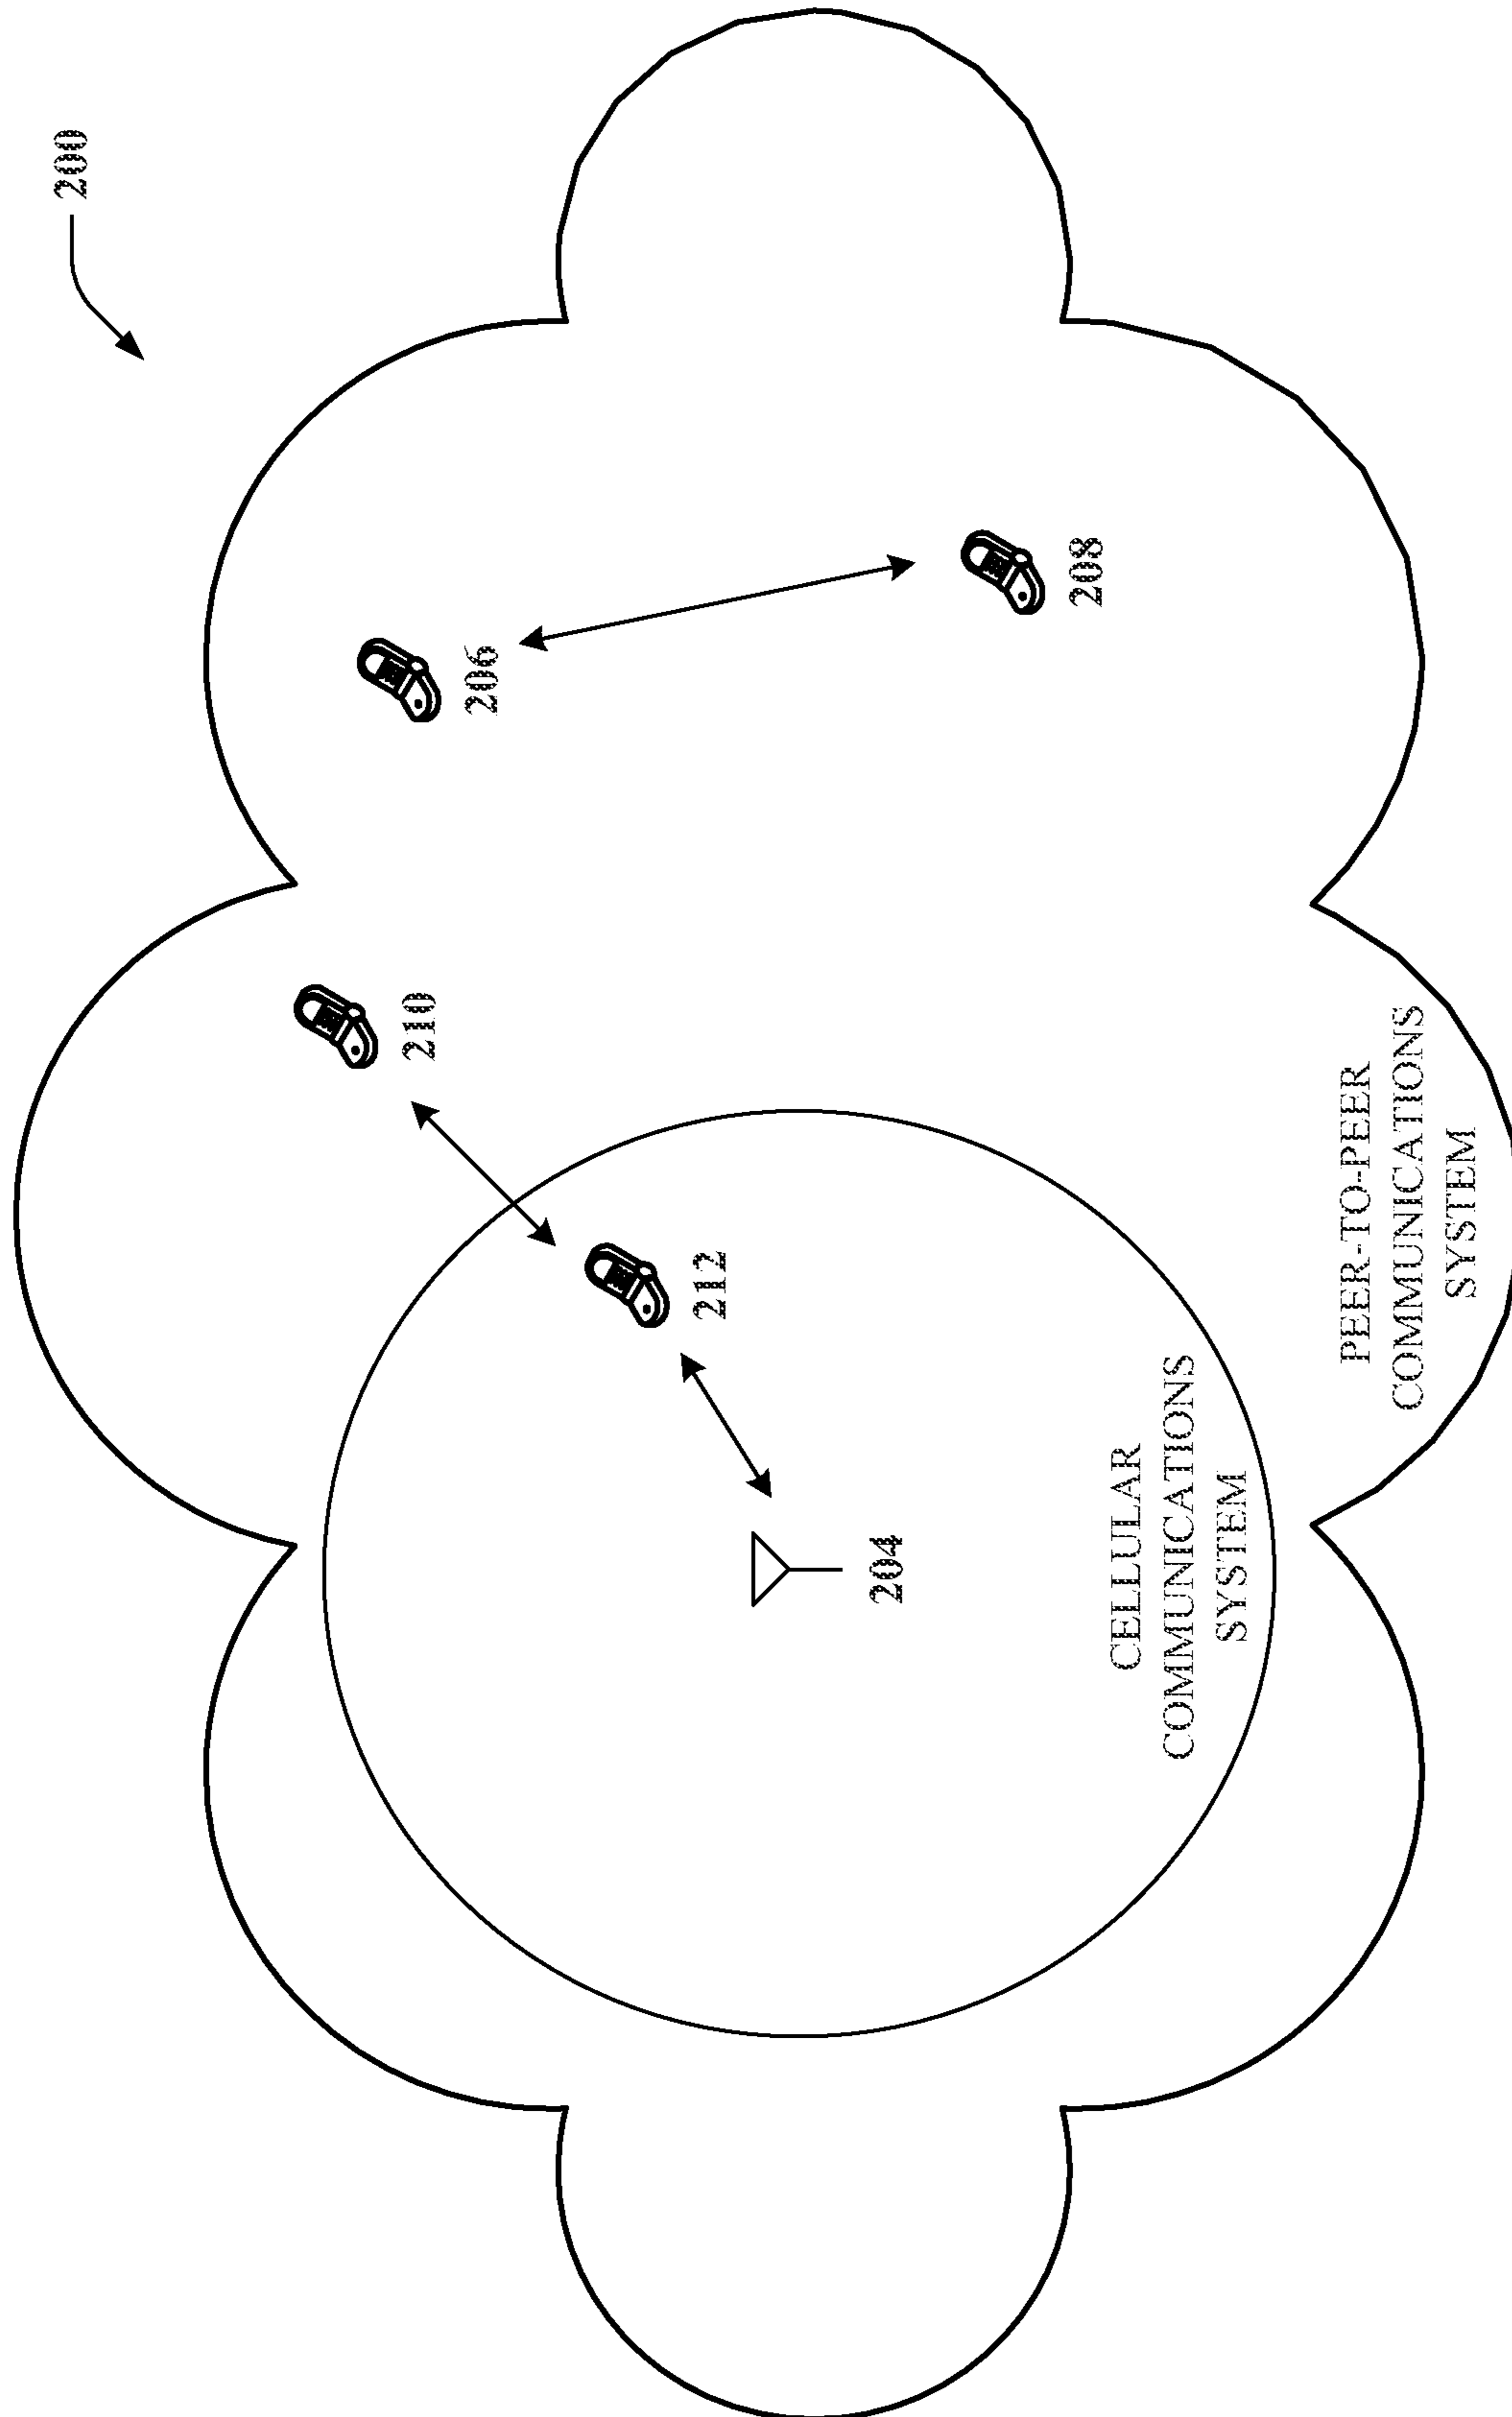 200
210
206
212
204
208
CELLULAR
COMMUNICATIONS
SYSTEM
PEER-TO-PEER
COMMUNICATIONS
SYSTEM